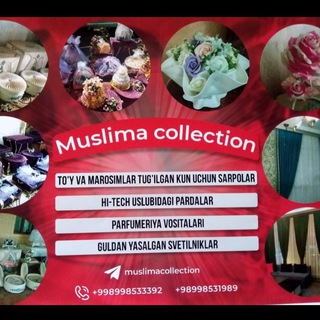 Muslima collection
TO'Y VA MAROSIMLAR TUG'ILGAN KUN UCHUN SARPOLAR
HI-TECH USLUBIDAGI PARDALAR
PARFUMERIYA VOSITALARI
GULDAN YASALGAN SVETILNIKLAR
muslimacollection
+998998533392 +99898531989